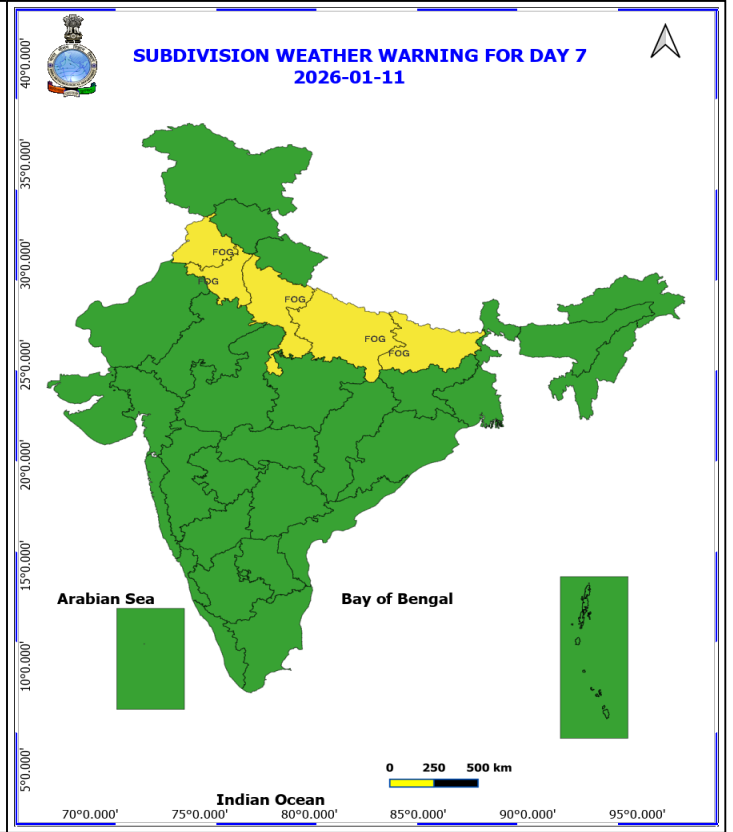 SUBDIVISION WEATHER WARNING FOR DAY 7
2026-01-11
40°0.000'
35°0.000'
30°0.000'
25°0.000'
20°0.000'
15°0.000'
10°0.000'
5°0.000'
FOG
FOG
FOG
FOG
FOG
Arabian Sea
Bay of Bengal
0 250 500 km
Indian Ocean
70°0.000' 75°0.000' 80°0.000' 85°0.000' 90°0.000' 95°0.000'